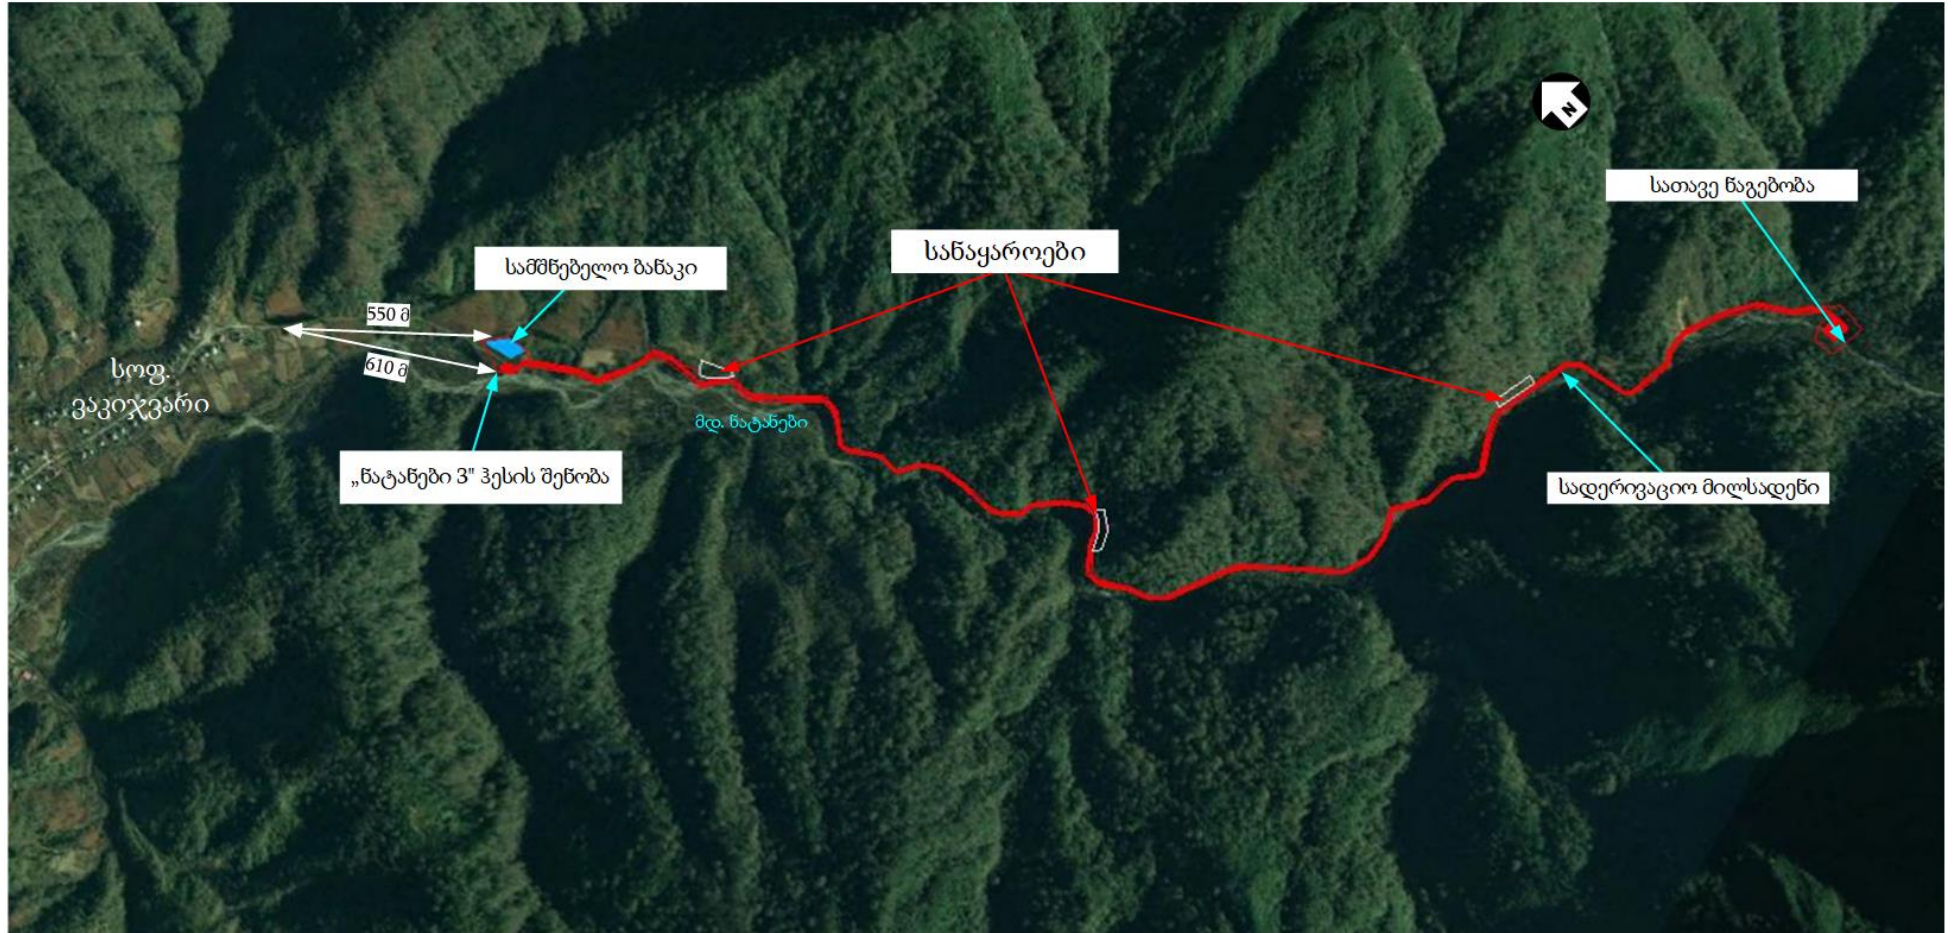 N
სათავე ნაგებობა
სანაყაროები
სამშნებელო ბანაკი
550 მ
610 მ
სოფ.
ვაკიჯვარი
მდ. ნატანები
„ნატანები 3" ჰესის შენობა
სადერივაციო მილსადენი